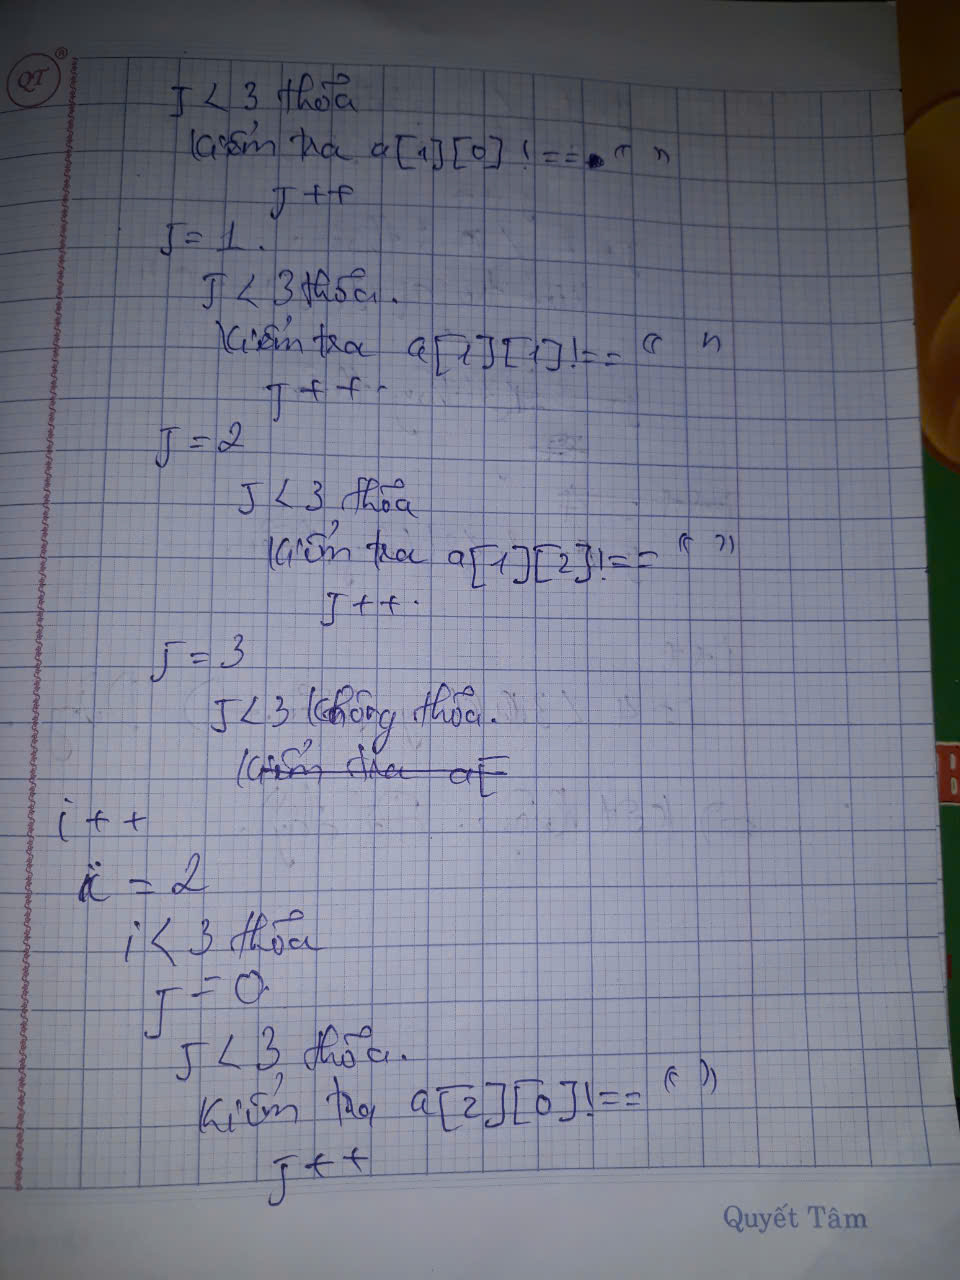 QT
®
J < 3 thỏa
Kiểm tra a[1][0] !== " "
J++
J = 1.
J < 3 thỏa.
Kiểm tra a[1][1] !== " "
J++.
J = 2
J < 3 thỏa
Kiểm tra a[1][2] !== " "
J++.
J = 3
J < 3 không thỏa.
Kiểm tra a[
i++
i = 2
i < 3 thỏa
J = 0
J < 3 thỏa.
Kiểm tra a[2][0] !== " "
J++
Quyết Tâm
B